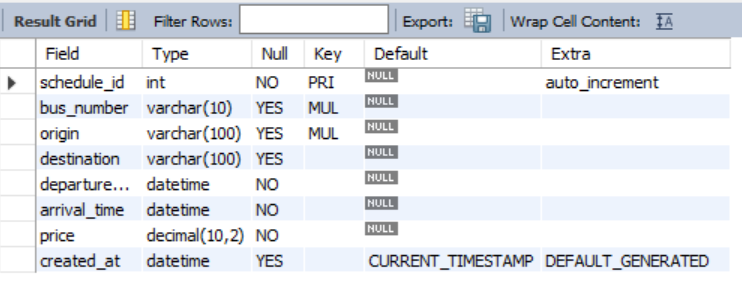 Result Grid Filter Rows: Export: Wrap Cell Content: IA
Field Type Null Key Default Extra
schedule_id int NO PRI NULL auto_increment
bus_number varchar(10) YES MUL NULL
origin varchar(100) YES MUL NULL
destination varchar(100) YES NULL
departure... datetime NO NULL
arrival_time datetime NO NULL
price decimal(10,2) NO NULL
created_at datetime YES CURRENT_TIMESTAMP DEFAULT_GENERATED